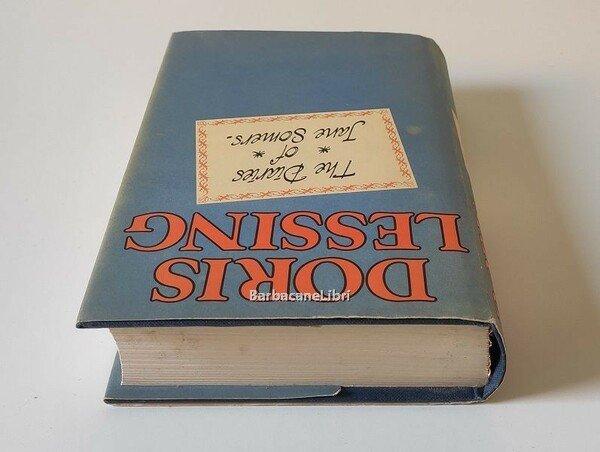 DORIS
LESSING
The Diaries
* of *
Jane Somers.
BarbacaneLibri